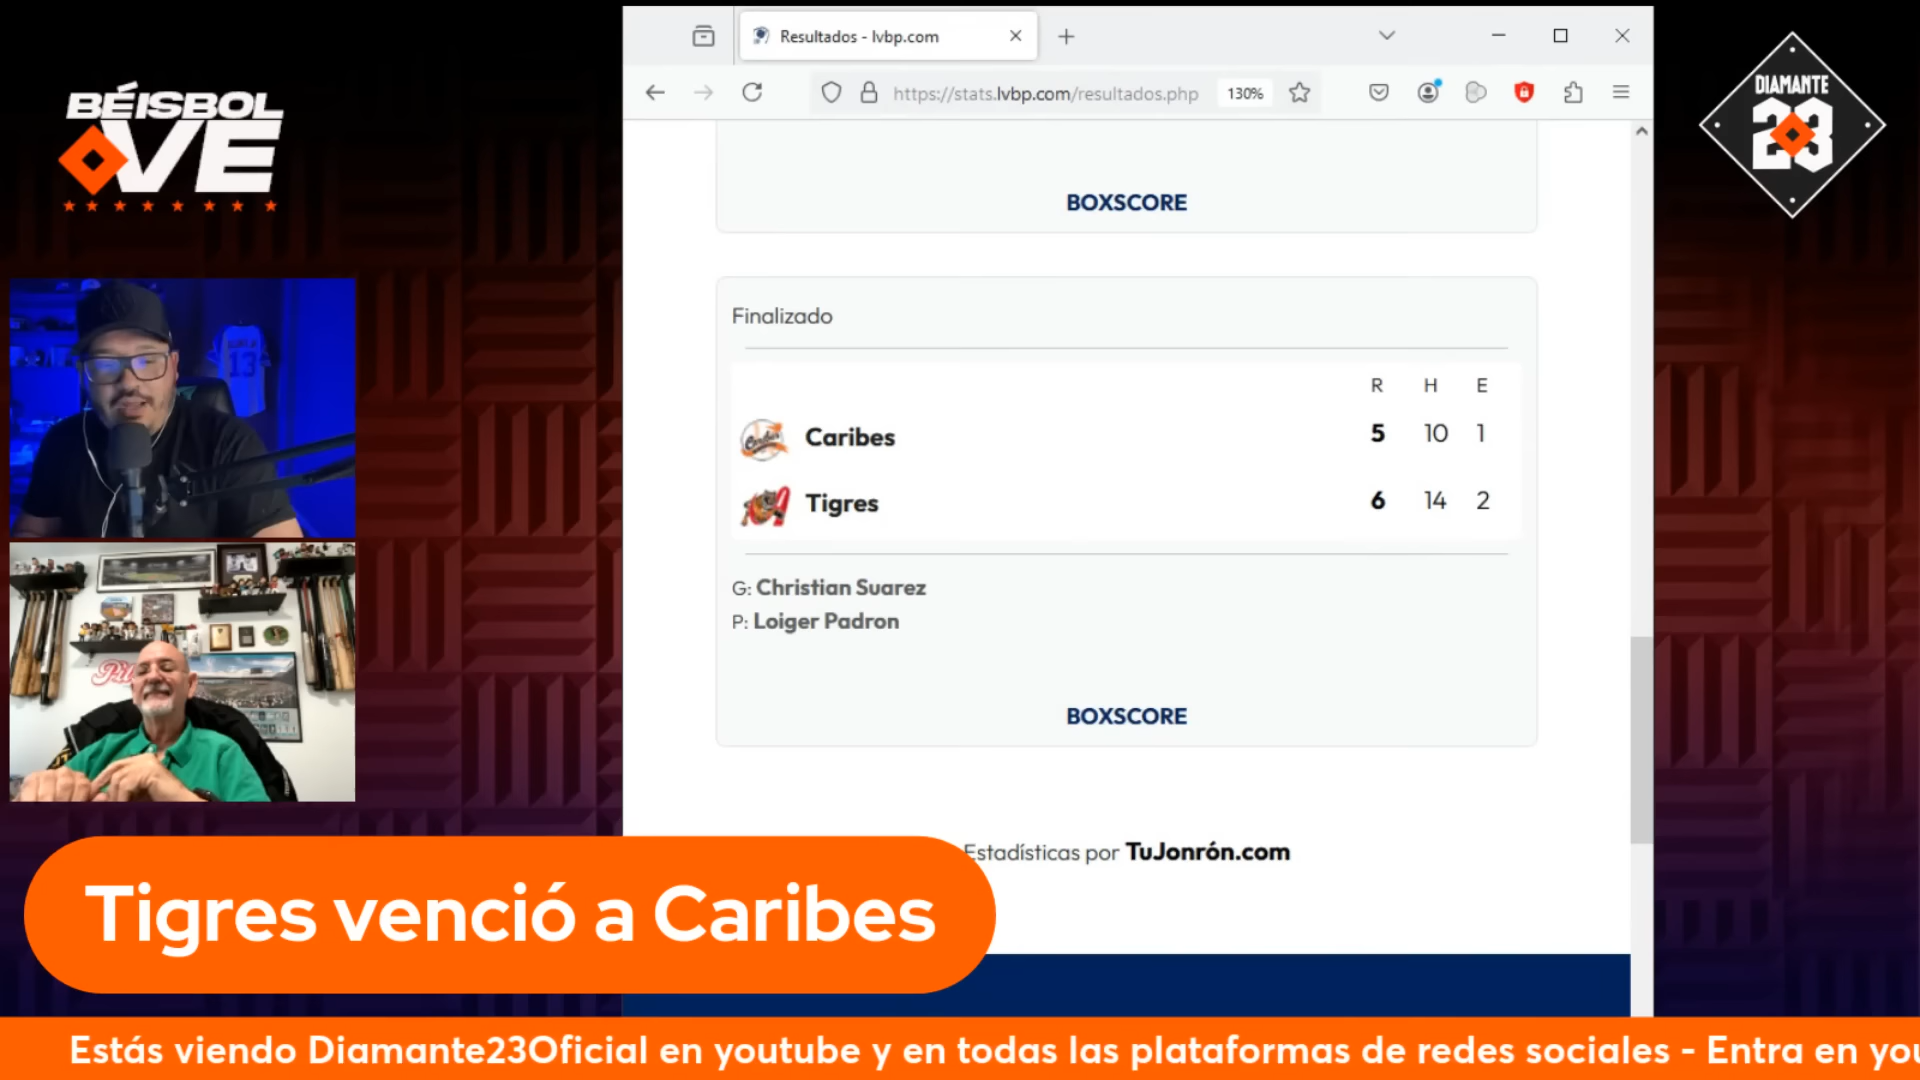 BÉISBOL
VE
Resultados - lvbp.com
https://stats.lvbp.com/resultados.php
130%
DIAMANTE
23
BOXSCORE
Finalizado
R H E
Caribes 5 10 1
Tigres 6 14 2
G: Christian Suarez
P: Loiger Padron
BOXSCORE
13
Estadísticas por TuJonrón.com
Tigres venció a Caribes
Estás viendo Diamante23Oficial en youtube y en todas las plataformas de redes sociales - Entra en you